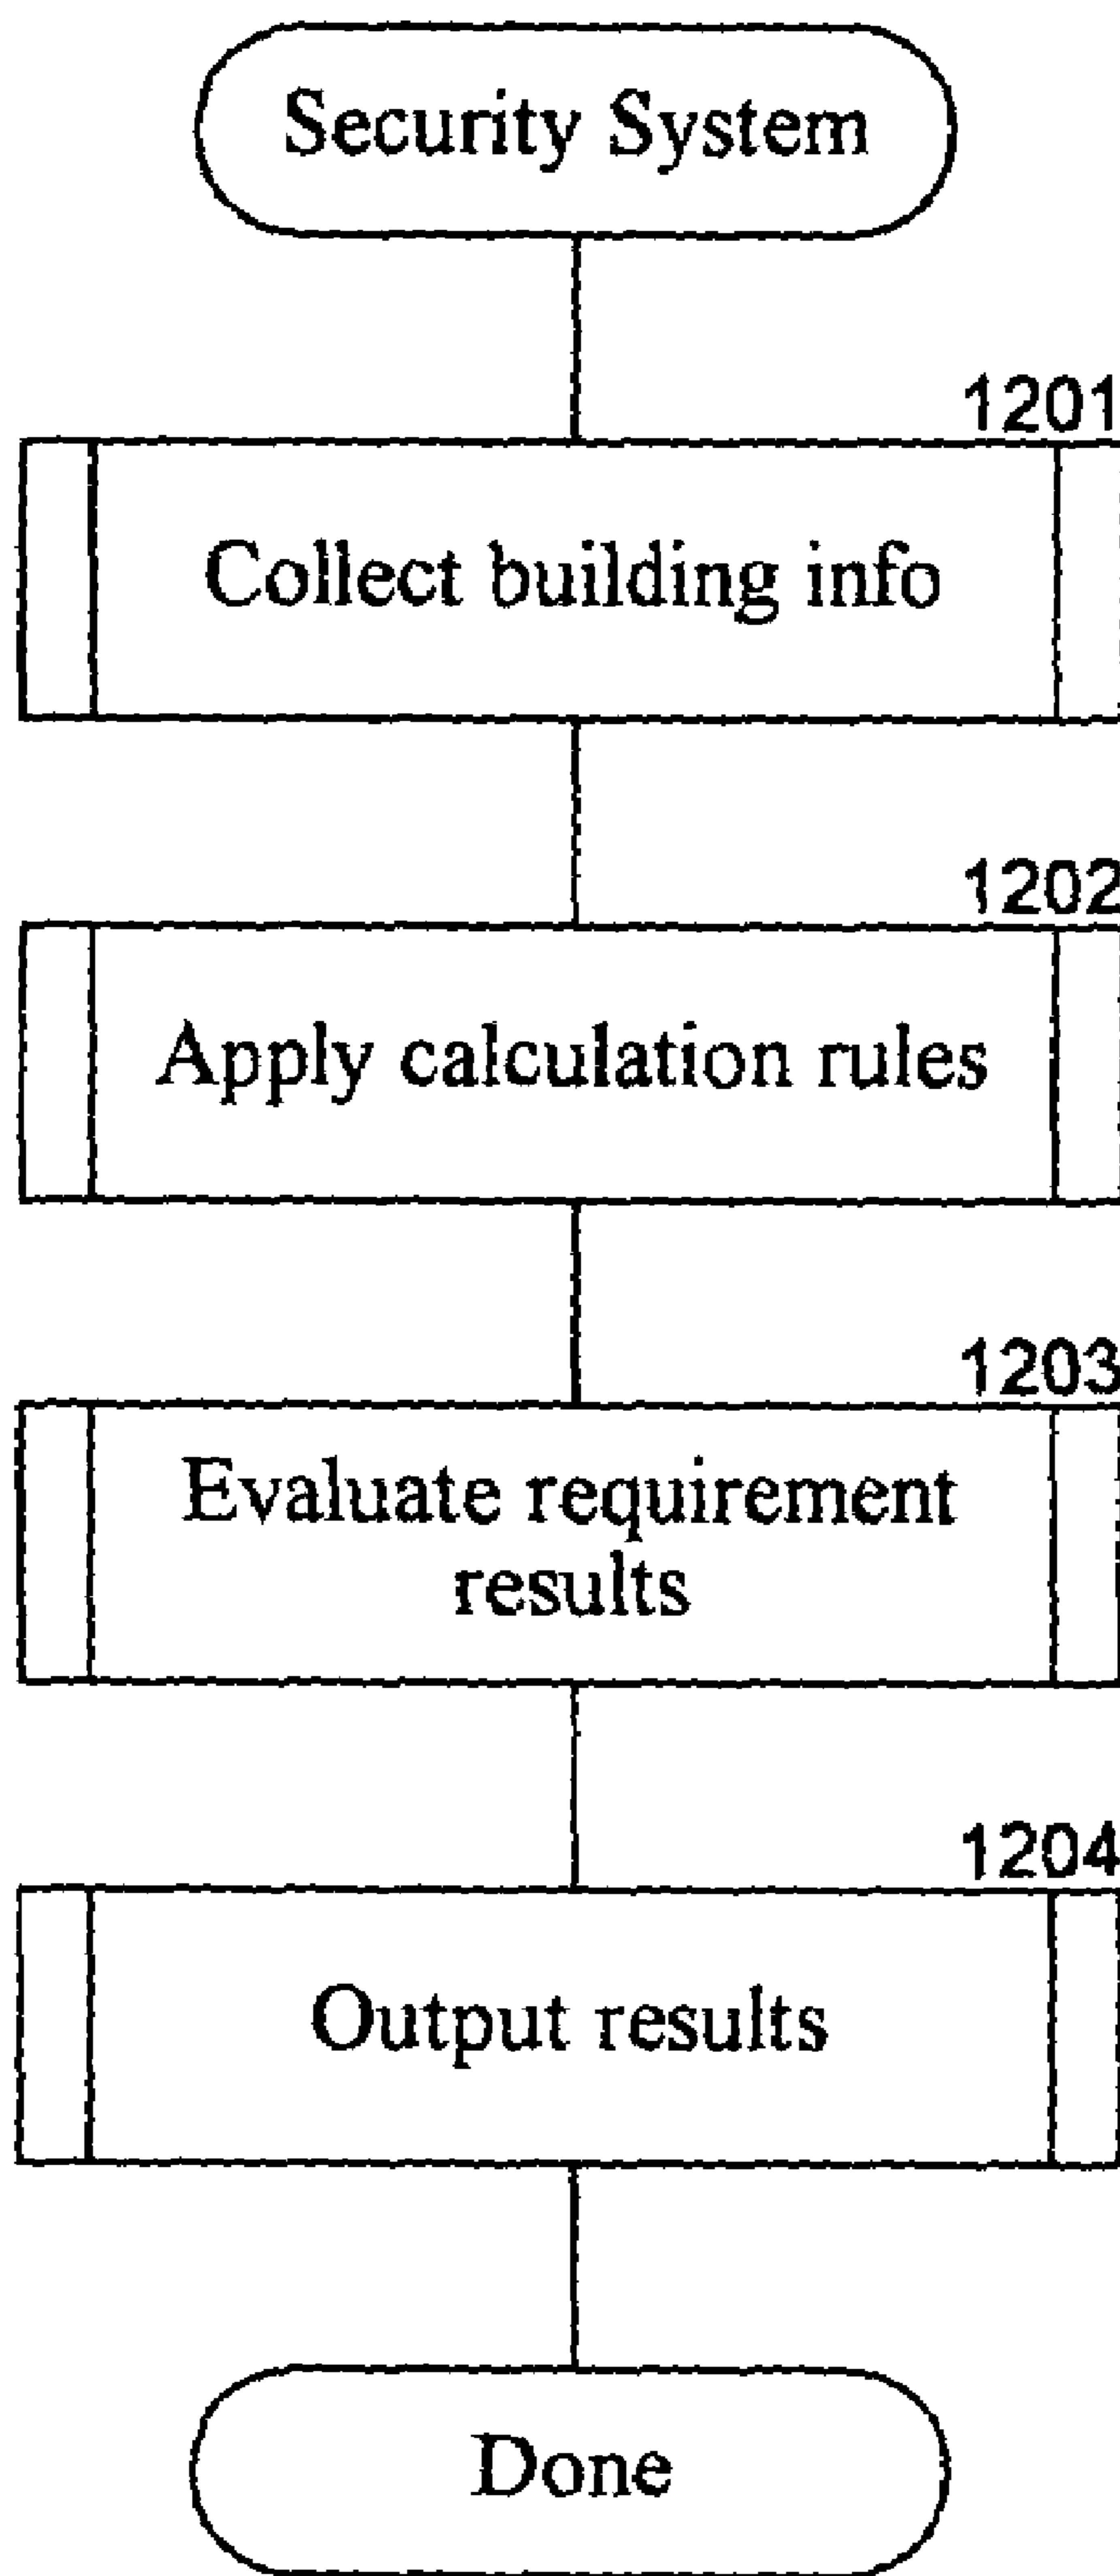 Security System
1201
Collect building info
1202
Apply calculation rules
1203
Evaluate requirement
results
1204
Output results
Done